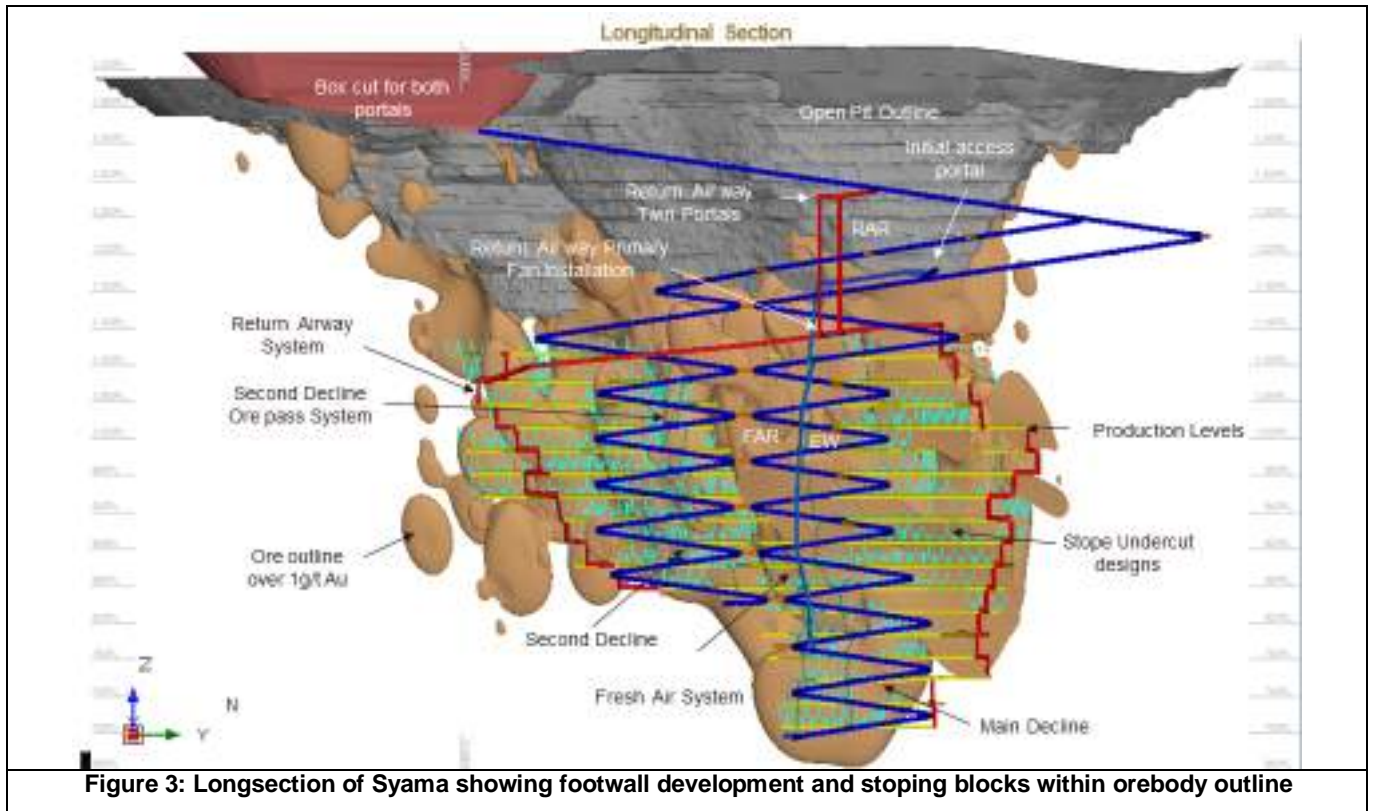 Longitudinal Section
Box cut for both
portals
Open Pit Outline
Initial access
portal
Return Air way
Twin Portals
RAR
Return Air way Primary
Fan Installation
Return Airway
System
Second Decline
Ore pass System
FAR
EW
Production Levels
Ore outline
over 1g/t Au
Stope Undercut
designs
Second Decline
Fresh Air System
Main Decline
Z
N
Y
Figure 3: Longsection of Syama showing footwall development and stoping blocks within orebody outline